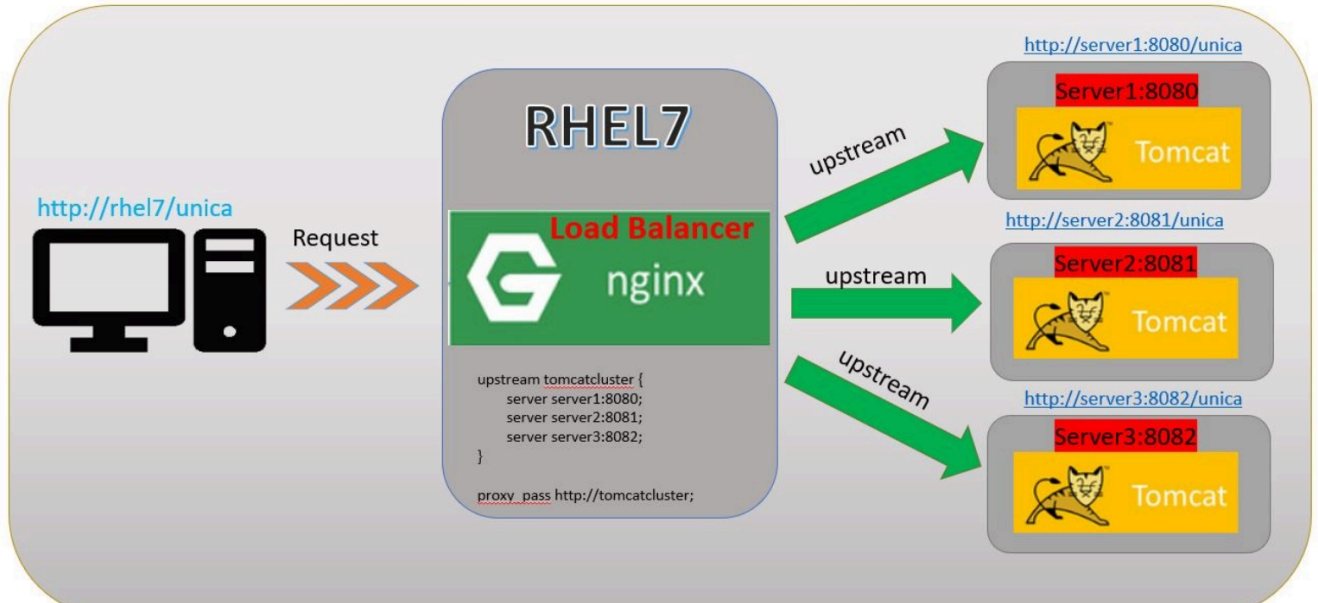 http://rhel7/unica
Request
RHEL7
Load Balancer
nginx
upstream tomcatcluster {
server server1:8080;
server server2:8081;
server server3:8082;
}
proxy_pass http://tomcatcluster;
upstream
upstream
upstream
http://server1:8080/unica
Server1:8080
Tomcat
http://server2:8081/unica
Server2:8081
Tomcat
http://server3:8082/unica
Server3:8082
Tomcat